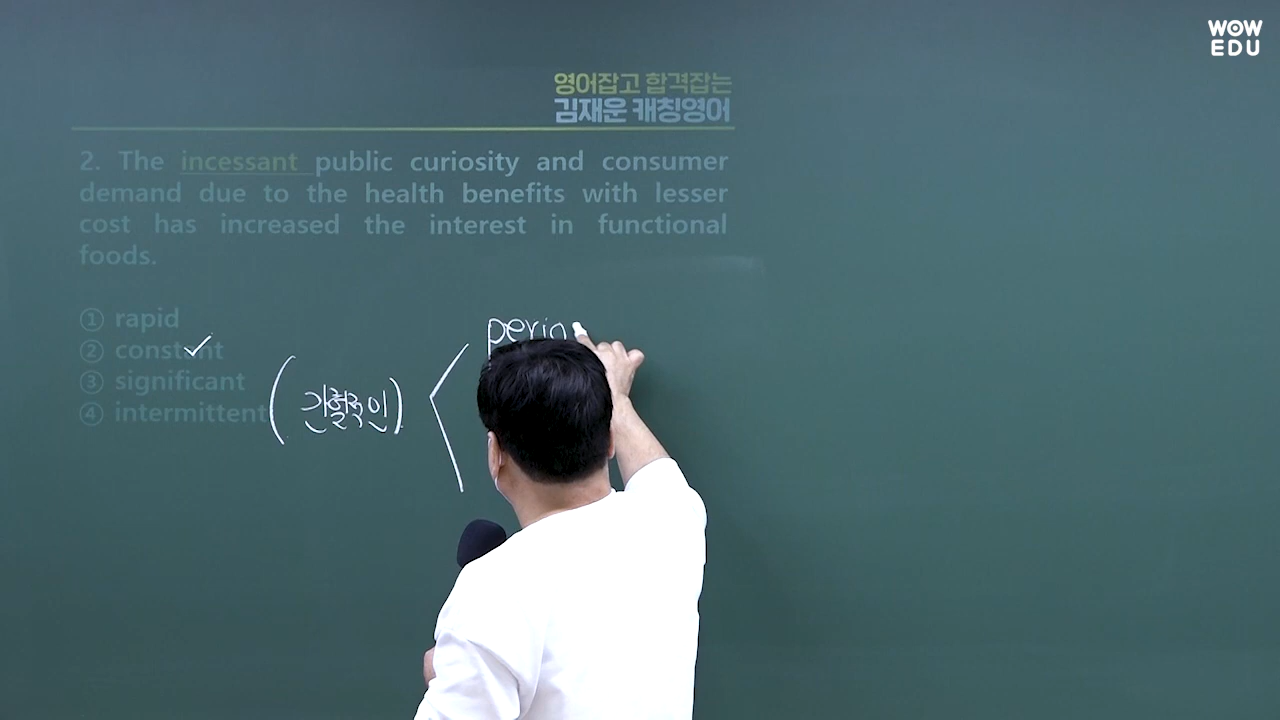 WOW
EDU
영어잡고 합격잡는
김재운 캐칭영어
2. The incessant public curiosity and consumer
demand due to the health benefits with lesser
cost has increased the interest in functional
foods.
① rapid
② constant
③ significant
④ intermittent
(간헐적인)
perio